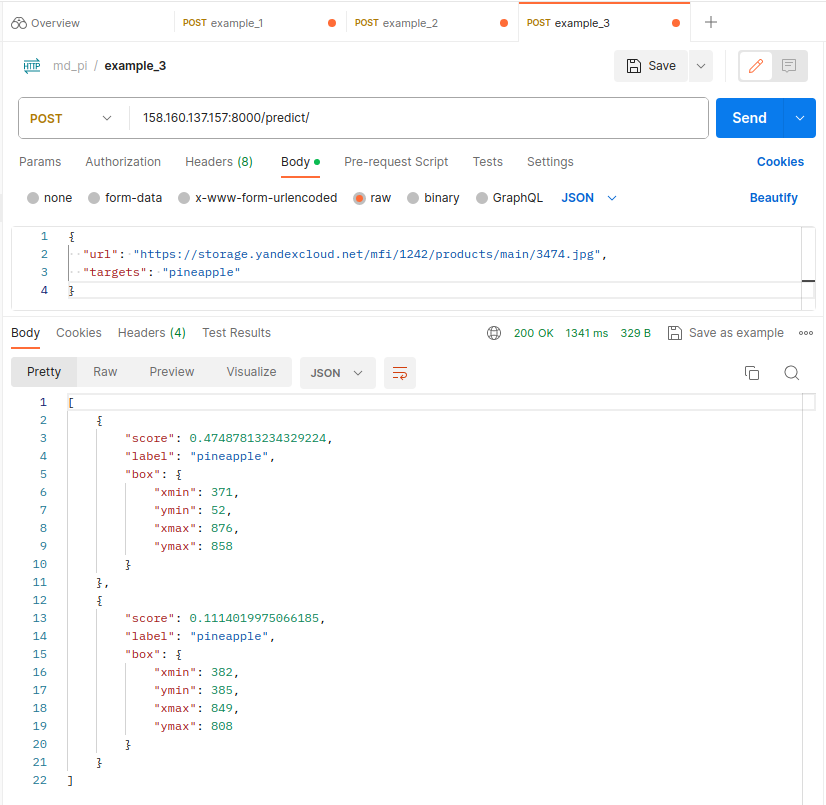 Overview POST example_1 POST example_2 POST example_3
HTTP md_pi / example_3 Save
POST 158.160.137.157:8000/predict/ Send
Params Authorization Headers (8) Body Pre-request Script Tests Settings Cookies
none form-data x-www-form-urlencoded raw binary GraphQL JSON Beautify
1 {
2 "url": "https://storage.yandexcloud.net/mfi/1242/products/main/3474.jpg",
3 "targets": "pineapple"
4 }
Body Cookies Headers (4) Test Results 200 OK 1341 ms 329 B Save as example
Pretty Raw Preview Visualize JSON
1 [
2 {
3 "score": 0.47487813234329224,
4 "label": "pineapple",
5 "box": {
6 "xmin": 371,
7 "ymin": 52,
8 "xmax": 876,
9 "ymax": 858
10 }
11 },
12 {
13 "score": 0.1114019975066185,
14 "label": "pineapple",
15 "box": {
16 "xmin": 382,
17 "ymin": 385,
18 "xmax": 849,
19 "ymax": 808
20 }
21 }
22 ]